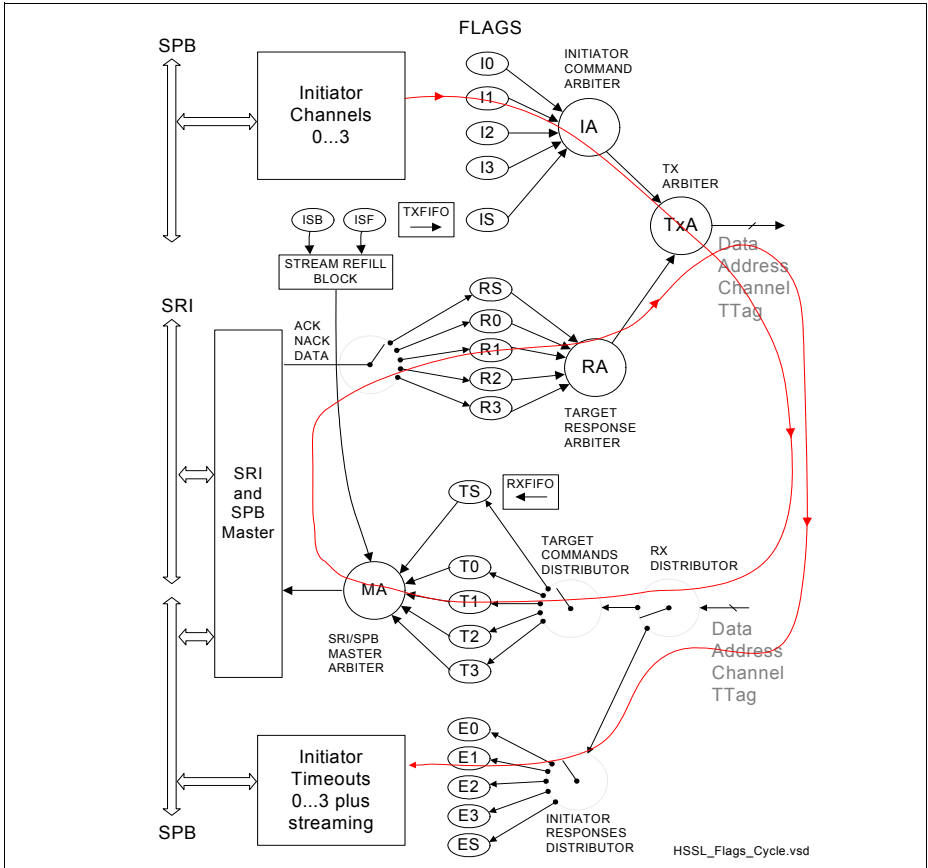 FLAGS
SPB
Initiator
Channels
0...3
I0
I1
I2
I3
IS
INITIATOR
COMMAND
ARBITER
IA
TX
ARBITER
TxA
ISB
ISF
TXFIFO
STREAM REFILL
BLOCK
Data
Address
Channel
TTag
SRI
ACK
NACK
DATA
RS
R0
R1
R2
R3
RA
TARGET
RESPONSE
ARBITER
SRI
and
SPB
Master
TS
RXFIFO
T0
T1
T2
T3
MA
SRI/SPB
MASTER
ARBITER
TARGET
COMMANDS
DISTRIBUTOR
RX
DISTRIBUTOR
Data
Address
Channel
TTag
Initiator
Timeouts
0...3 plus
streaming
E0
E1
E2
E3
ES
INITIATOR
RESPONSES
DISTRIBUTOR
SPB
HSSL_Flags_Cycle.vsd